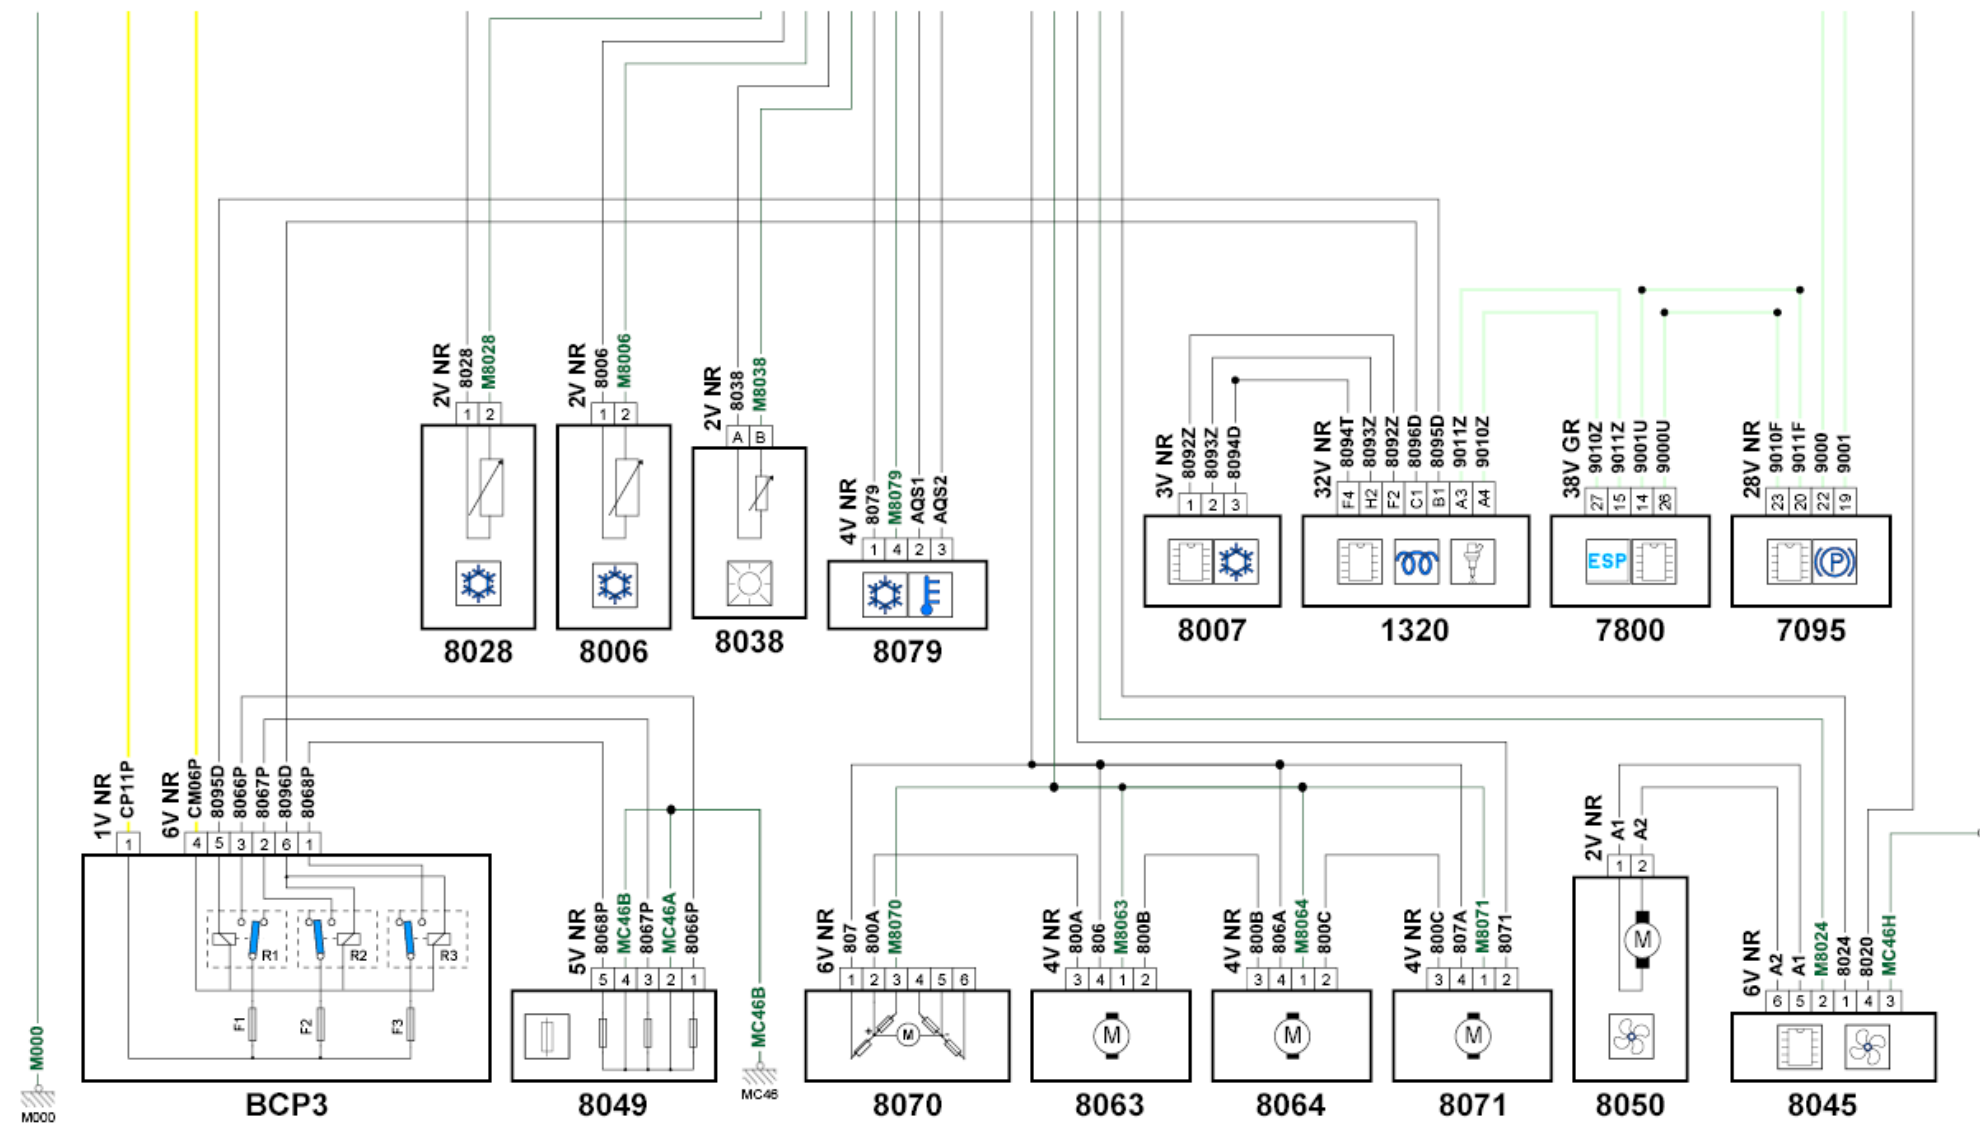 2V NR 8028 M8028
1 2
8028
2V NR 8006 M8006
1 2
8006
2V NR 8038 M8038
A B
8038
4V NR 8079 M8079 AQS1 AQS2
1 4 2 3
8079
3V NR 8092Z 8093Z 8094D
1 2 3
8007
32V NR 8094T 8093Z 8092Z 8096D 8095D 9011Z 9010Z
F4 H2 F2 C1 B1 A3 A4
1320
38V GR 9010Z 9011Z 9001U 9000U
27 15 14 26
ESP
7800
28V NR 9010F 9011F 9000 9001
23 20 22 19
P
7095
M000
M000
1V NR CP11P
1
6V NR CM06P 8095D 8066P 8067P 8096D 8068P
4 5 3 2 6 1
R1 R2 R3
F1 F2 F3
BCP3
5V NR 8068P MC46B 8067P MC46A 8066P
5 4 3 2 1
8049
MC46B
MC46
6V NR 807 800A M8070
1 2 3 4 5 6
+ M -
8070
4V NR 800A 806 M8063 800B
3 4 1 2
M
8063
4V NR 800B 806A M8064 800C
3 4 1 2
M
8064
4V NR 800C 807A M8071 8071
3 4 1 2
M
8071
2V NR A1 A2
1 2
M
8050
6V NR A2 A1 M8024 8024 8020 MC46H
6 5 2 1 4 3
8045